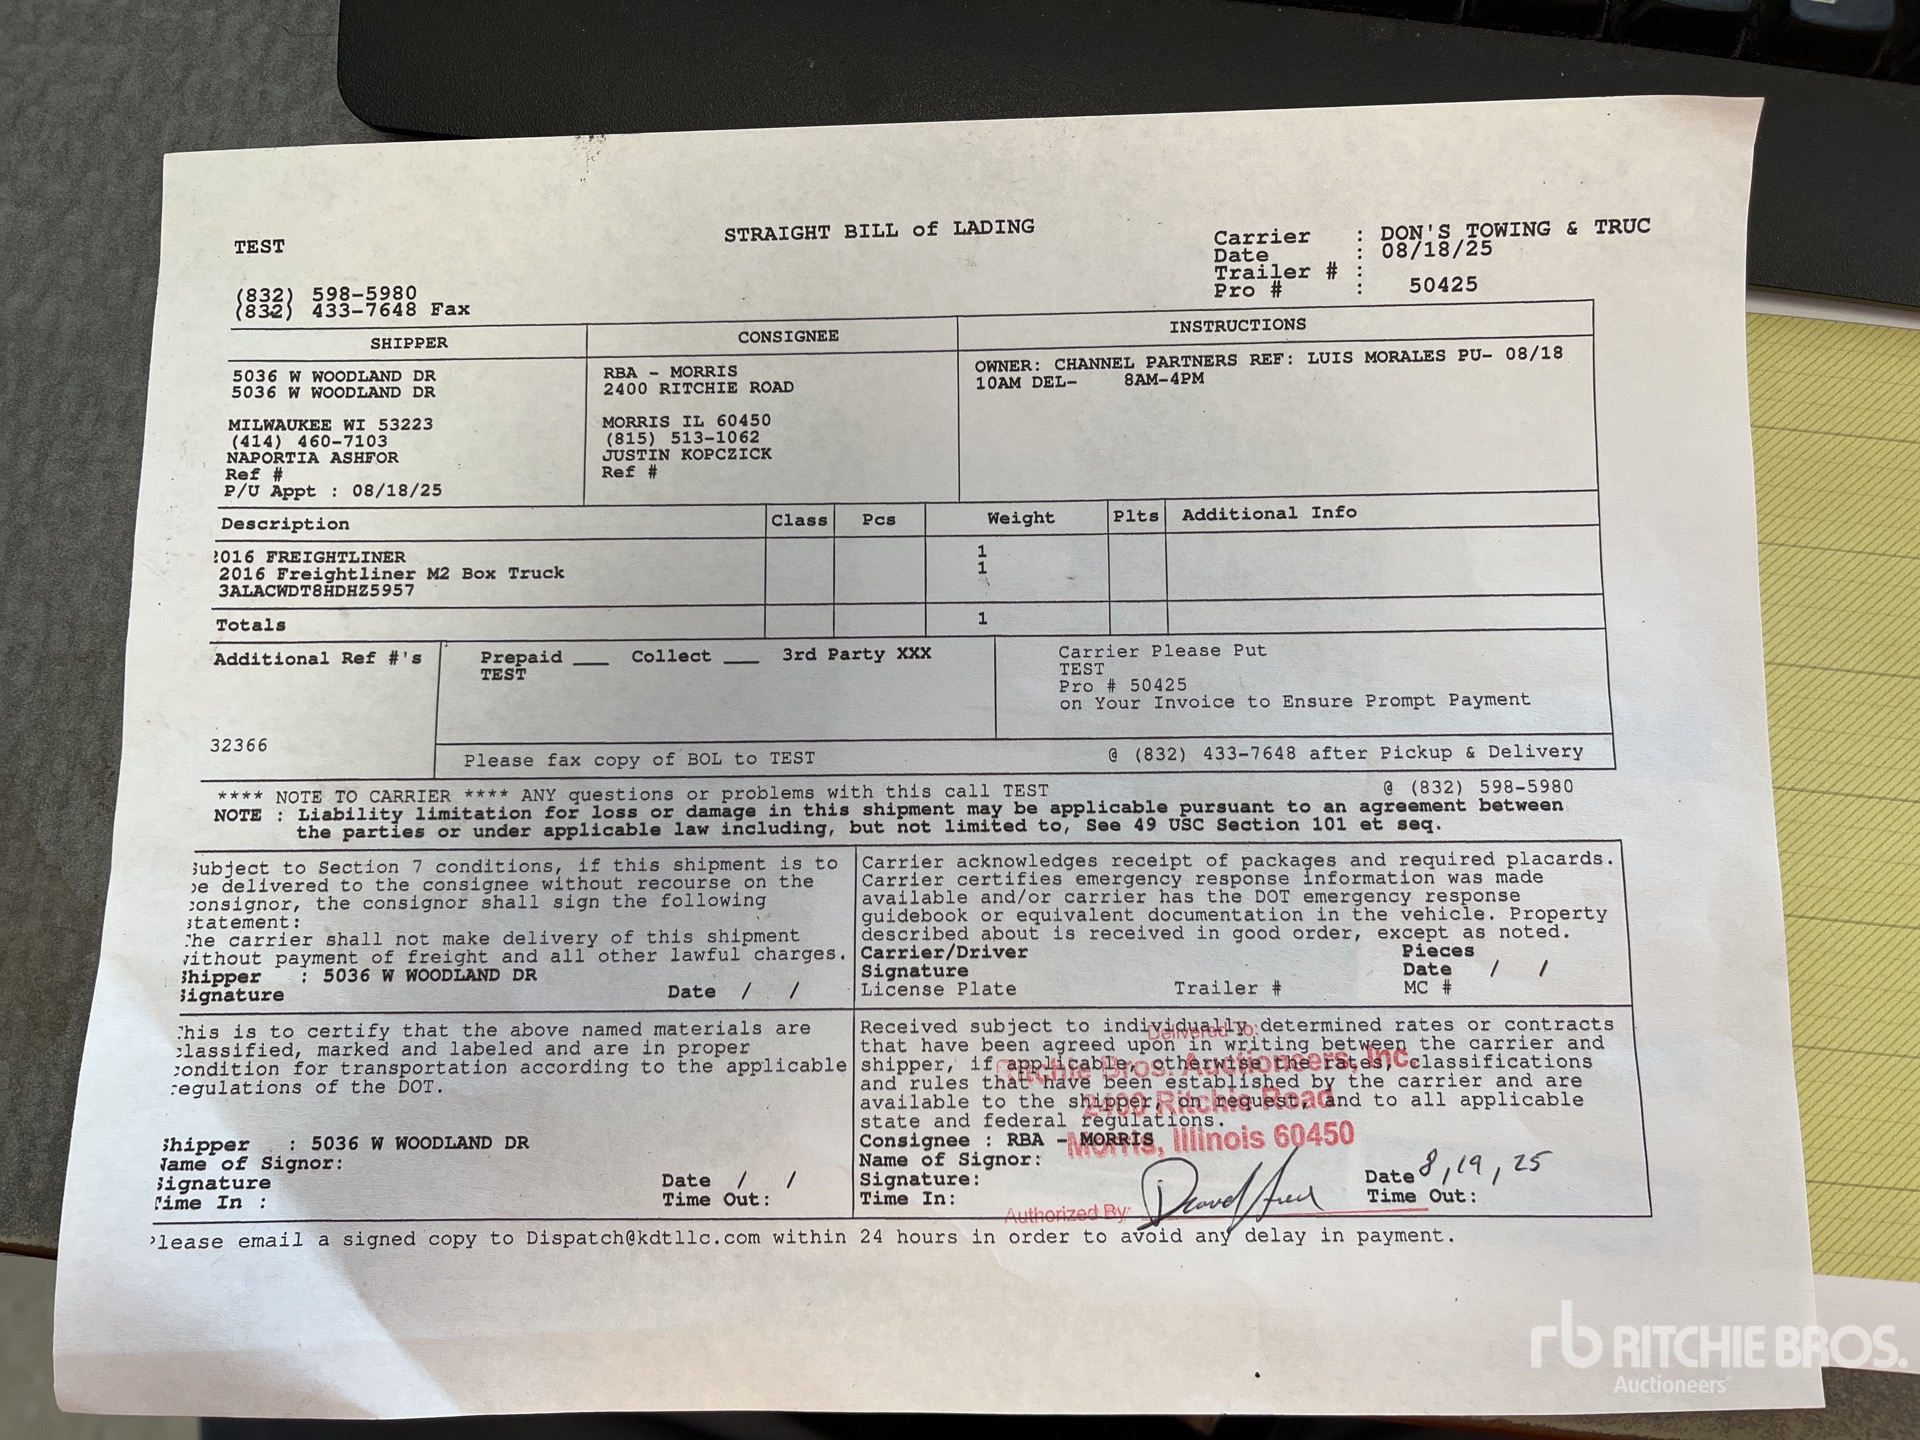 STRAIGHT BILL of LADING
TEST
(832) 598-5980
(832) 433-7648 Fax
Carrier : DON'S TOWING & TRUC
Date : 08/18/25
Trailer # :
Pro # : 50425
SHIPPER
5036 W WOODLAND DR
5036 W WOODLAND DR
MILWAUKEE WI 53223
(414) 460-7103
NAPORTIA ASHFOR
Ref #
P/U Appt : 08/18/25
CONSIGNEE
RBA - MORRIS
2400 RITCHIE ROAD
MORRIS IL 60450
(815) 513-1062
JUSTIN KOPCZICK
Ref #
INSTRUCTIONS
OWNER: CHANNEL PARTNERS REF: LUIS MORALES PU- 08/18
10AM DEL- 8AM-4PM
Description Class Pcs Weight Plts Additional Info
2016 FREIGHTLINER 1
2016 Freightliner M2 Box Truck 1
3ALACWDT8HDHZ5957
Totals 1
Additional Ref #'s
32366
Prepaid ___ Collect ___ 3rd Party XXX
TEST
Carrier Please Put
TEST
Pro # 50425
on Your Invoice to Ensure Prompt Payment
Please fax copy of BOL to TEST @ (832) 433-7648 after Pickup & Delivery
**** NOTE TO CARRIER **** ANY questions or problems with this call TEST @ (832) 598-5980
NOTE : Liability limitation for loss or damage in this shipment may be applicable pursuant to an agreement between
the parties or under applicable law including, but not limited to, See 49 USC Section 101 et seq.
Subject to Section 7 conditions, if this shipment is to
be delivered to the consignee without recourse on the
consignor, the consignor shall sign the following
statement:
The carrier shall not make delivery of this shipment
without payment of freight and all other lawful charges.
Shipper : 5036 W WOODLAND DR
Signature Date / /
Carrier acknowledges receipt of packages and required placards.
Carrier certifies emergency response information was made
available and/or carrier has the DOT emergency response
guidebook or equivalent documentation in the vehicle. Property
described about is received in good order, except as noted.
Carrier/Driver Pieces
Signature Date / /
License Plate Trailer # MC #
This is to certify that the above named materials are
classified, marked and labeled and are in proper
condition for transportation according to the applicable
regulations of the DOT.
Shipper : 5036 W WOODLAND DR
Name of Signor:
Signature Date / /
Time In : Time Out:
Received subject to individually determined rates or contracts
that have been agreed upon in writing between the carrier and
shipper, if applicable, otherwise the rates, classifications
and rules that have been established by the carrier and are
available to the shipper, on request, and to all applicable
state and federal regulations.
Consignee : RBA - MORRIS
Name of Signor:
Signature: Date 8, 19, 25
Time In: Time Out:
Delivered To:
Ritchie Bros. Auctioneers, Inc.
2400 Ritchie Road
Morris, Illinois 60450
Authorized By:
Please email a signed copy to Dispatch@kdtllc.com within 24 hours in order to avoid any delay in payment.
rb RITCHIE BROS.
Auctioneers